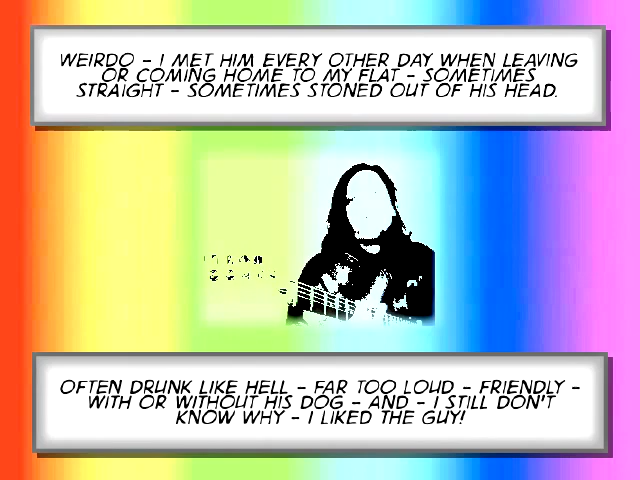 WEIRDO - I MET HIM EVERY OTHER DAY WHEN LEAVING
OR COMING HOME TO MY FLAT - SOMETIMES
STRAIGHT - SOMETIMES STONED OUT OF HIS HEAD.
OFTEN DRUNK LIKE HELL - FAR TOO LOUD - FRIENDLY -
WITH OR WITHOUT HIS DOG - AND - I STILL DON'T
KNOW WHY - I LIKED THE GUY!